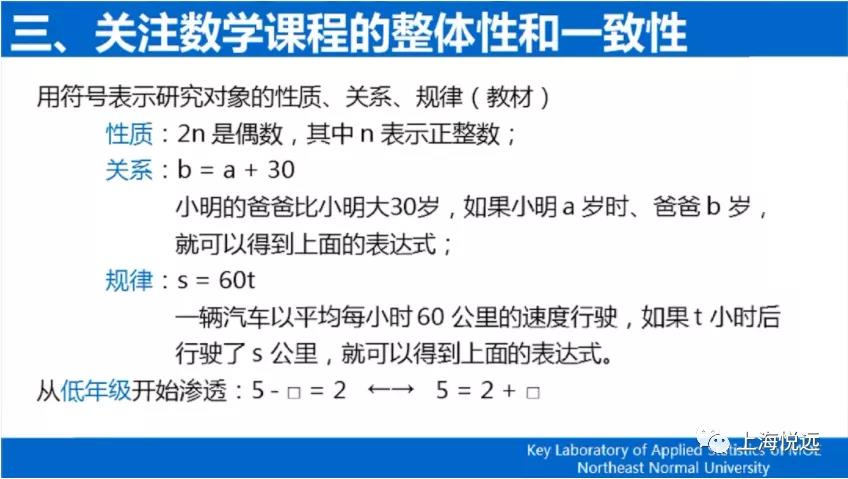 三、关注数学课程的整体性和一致性
用符号表示研究对象的性质、关系、规律（教材）
性质：2n 是偶数，其中 n 表示正整数；
关系：b = a + 30
小明的爸爸比小明大30岁，如果小明 a 岁时、爸爸 b 岁，
就可以得到上面的表达式；
规律：s = 60t
一辆汽车以平均每小时 60 公里的速度行驶，如果 t 小时后
行驶了 s 公里，就可以得到上面的表达式。
从低年级开始渗透：5 - □ = 2 ←→ 5 = 2 + □
Key Laboratory of Applied Statistics of MOE
Northeast Normal University
上海悦远